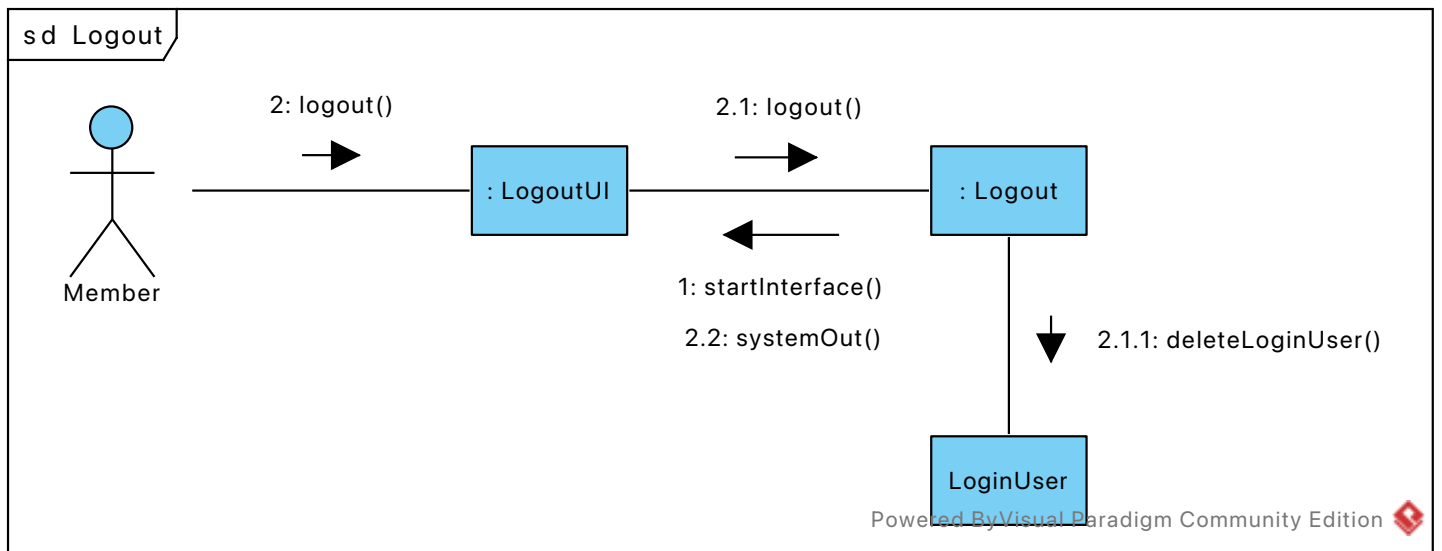 sd Logout
2: logout()
2.1: logout()
: LogoutUI
: Logout
Member
1: startInterface()
2.2: systemOut()
2.1.1: deleteLoginUser()
LoginUser
Powered ByVisual Paradigm Community Edition